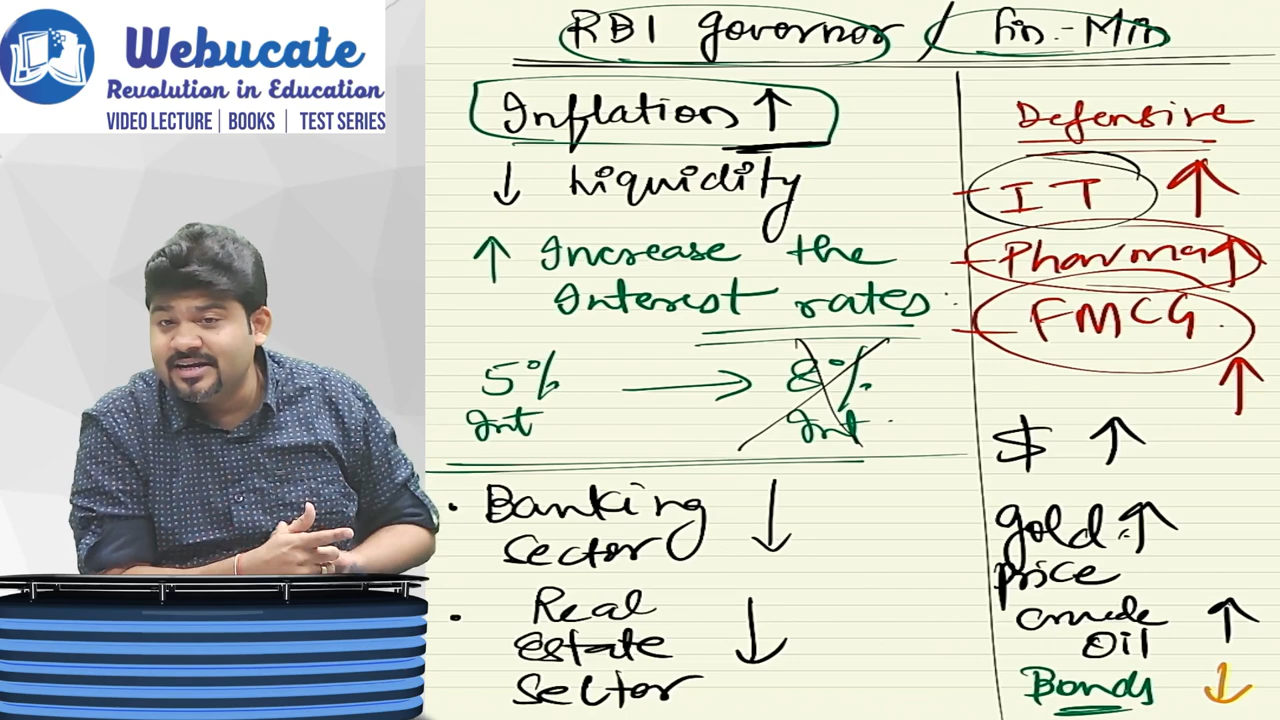 Webucate
Revolution in Education
VIDEO LECTURE | BOOKS | TEST SERIES
RBI governor / Fin.-Min
Inflation ↑
↓ Liquidity
↑ Increase the
Interest rates
5% → 8%
Int Int
• Banking ↓
Sector
• Real ↓
Estate
Sector
Defensive
- IT ↑
- Pharma ↑
- FMCG
↑
$ ↑
Gold ↑
Price
Crude ↑
Oil
Bonds ↓